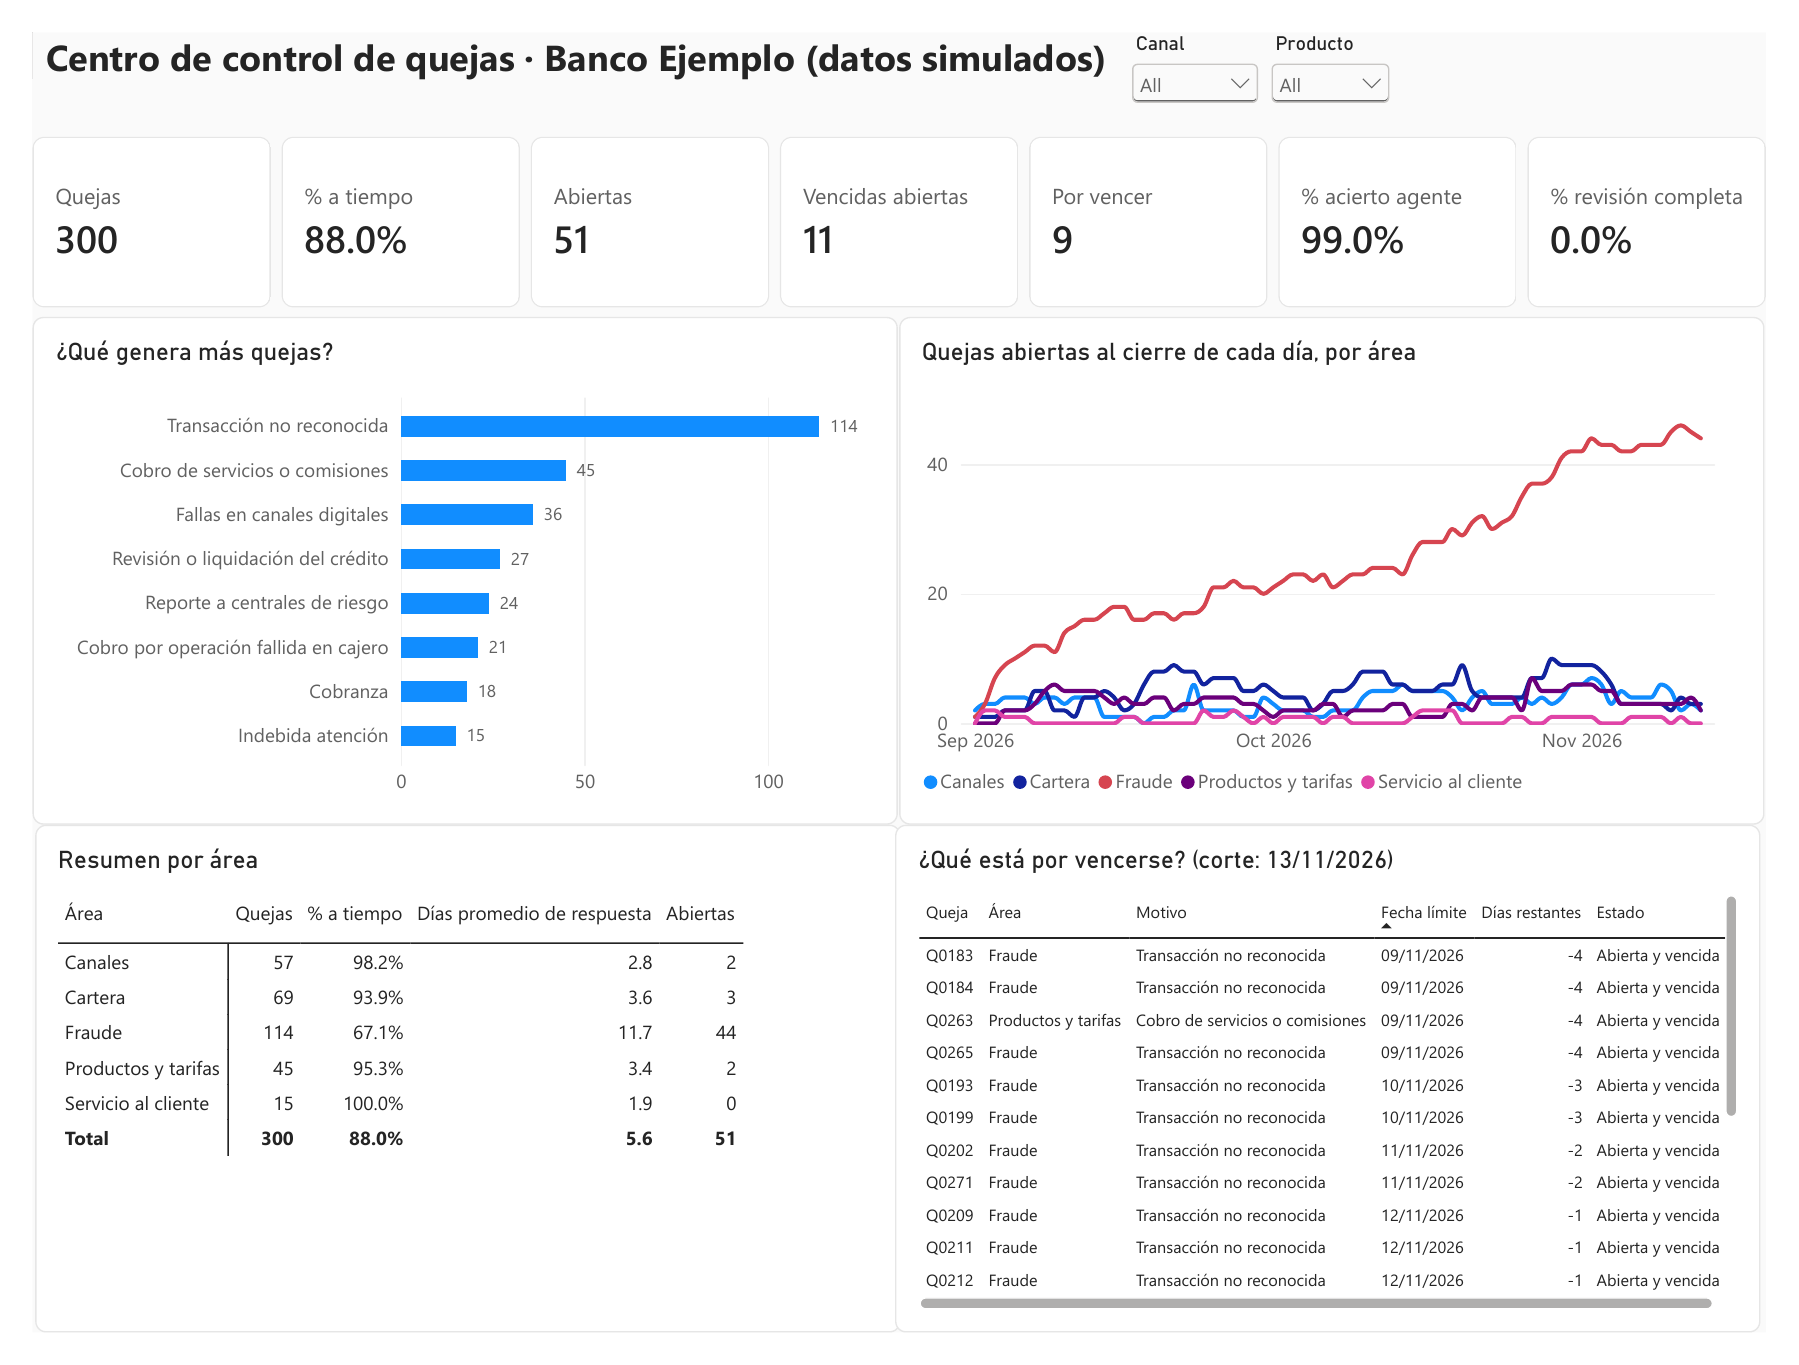 Centro de control de quejas · Banco Ejemplo (datos simulados)
Canal
All
Producto
All
Quejas
300
% a tiempo
88.0%
Abiertas
51
Vencidas abiertas
11
Por vencer
9
% acierto agente
99.0%
% revisión completa
0.0%
¿Qué genera más quejas?
Transacción no reconocida 114
Cobro de servicios o comisiones 45
Fallas en canales digitales 36
Revisión o liquidación del crédito 27
Reporte a centrales de riesgo 24
Cobro por operación fallida en cajero 21
Cobranza 18
Indebida atención 15
0 50 100
Quejas abiertas al cierre de cada día, por área
40
20
0
Sep 2026 Oct 2026 Nov 2026
Canales Cartera Fraude Productos y tarifas Servicio al cliente
Resumen por área
Área Quejas % a tiempo Días promedio de respuesta Abiertas
Canales 57 98.2% 2.8 2
Cartera 69 93.9% 3.6 3
Fraude 114 67.1% 11.7 44
Productos y tarifas 45 95.3% 3.4 2
Servicio al cliente 15 100.0% 1.9 0
Total 300 88.0% 5.6 51
¿Qué está por vencerse? (corte: 13/11/2026)
Queja Área Motivo Fecha límite Días restantes Estado
Q0183 Fraude Transacción no reconocida 09/11/2026 -4 Abierta y vencida
Q0184 Fraude Transacción no reconocida 09/11/2026 -4 Abierta y vencida
Q0263 Productos y tarifas Cobro de servicios o comisiones 09/11/2026 -4 Abierta y vencida
Q0265 Fraude Transacción no reconocida 09/11/2026 -4 Abierta y vencida
Q0193 Fraude Transacción no reconocida 10/11/2026 -3 Abierta y vencida
Q0199 Fraude Transacción no reconocida 10/11/2026 -3 Abierta y vencida
Q0202 Fraude Transacción no reconocida 11/11/2026 -2 Abierta y vencida
Q0271 Fraude Transacción no reconocida 11/11/2026 -2 Abierta y vencida
Q0209 Fraude Transacción no reconocida 12/11/2026 -1 Abierta y vencida
Q0211 Fraude Transacción no reconocida 12/11/2026 -1 Abierta y vencida
Q0212 Fraude Transacción no reconocida 12/11/2026 -1 Abierta y vencida